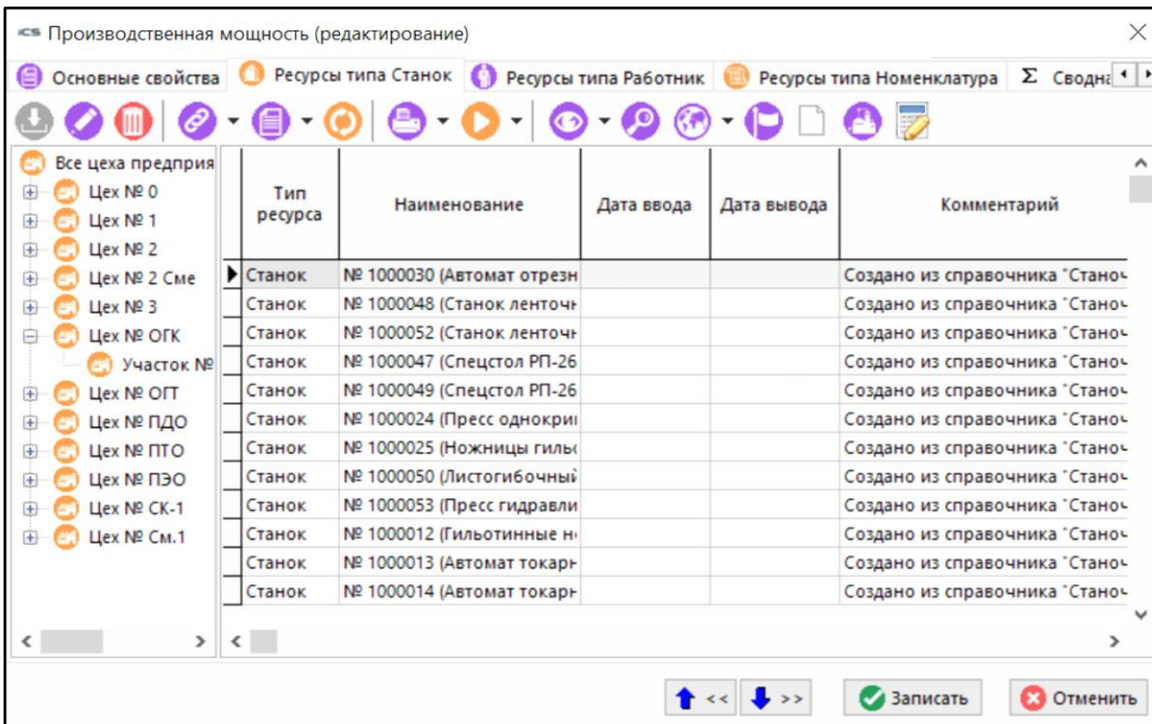 iCS Производственная мощность (редактирование)
Основные свойства Ресурсы типа Станок Ресурсы типа Работник Ресурсы типа Номенклатура Σ Сводна
Все цеха предприя
Цех № 0
Цех № 1
Цех № 2
Цех № 2 Сме
Цех № 3
Цех № ОГК
Участок №
Цех № ОГТ
Цех № ПДО
Цех № ПТО
Цех № ПЭО
Цех № СК-1
Цех № См.1
Тип ресурса Наименование Дата ввода Дата вывода Комментарий
Станок № 1000030 (Автомат отрезн Создано из справочника "Станоч
Станок № 1000048 (Станок ленточн Создано из справочника "Станоч
Станок № 1000052 (Станок ленточн Создано из справочника "Станоч
Станок № 1000047 (Спецстол РП-26 Создано из справочника "Станоч
Станок № 1000049 (Спецстол РП-26 Создано из справочника "Станоч
Станок № 1000024 (Пресс однокри Создано из справочника "Станоч
Станок № 1000025 (Ножницы гиль Создано из справочника "Станоч
Станок № 1000050 (Листогибочный Создано из справочника "Станоч
Станок № 1000053 (Пресс гидравли Создано из справочника "Станоч
Станок № 1000012 (Гильотинные н Создано из справочника "Станоч
Станок № 1000013 (Автомат токарн Создано из справочника "Станоч
Станок № 1000014 (Автомат токарн Создано из справочника "Станоч
<< >> Записать Отменить